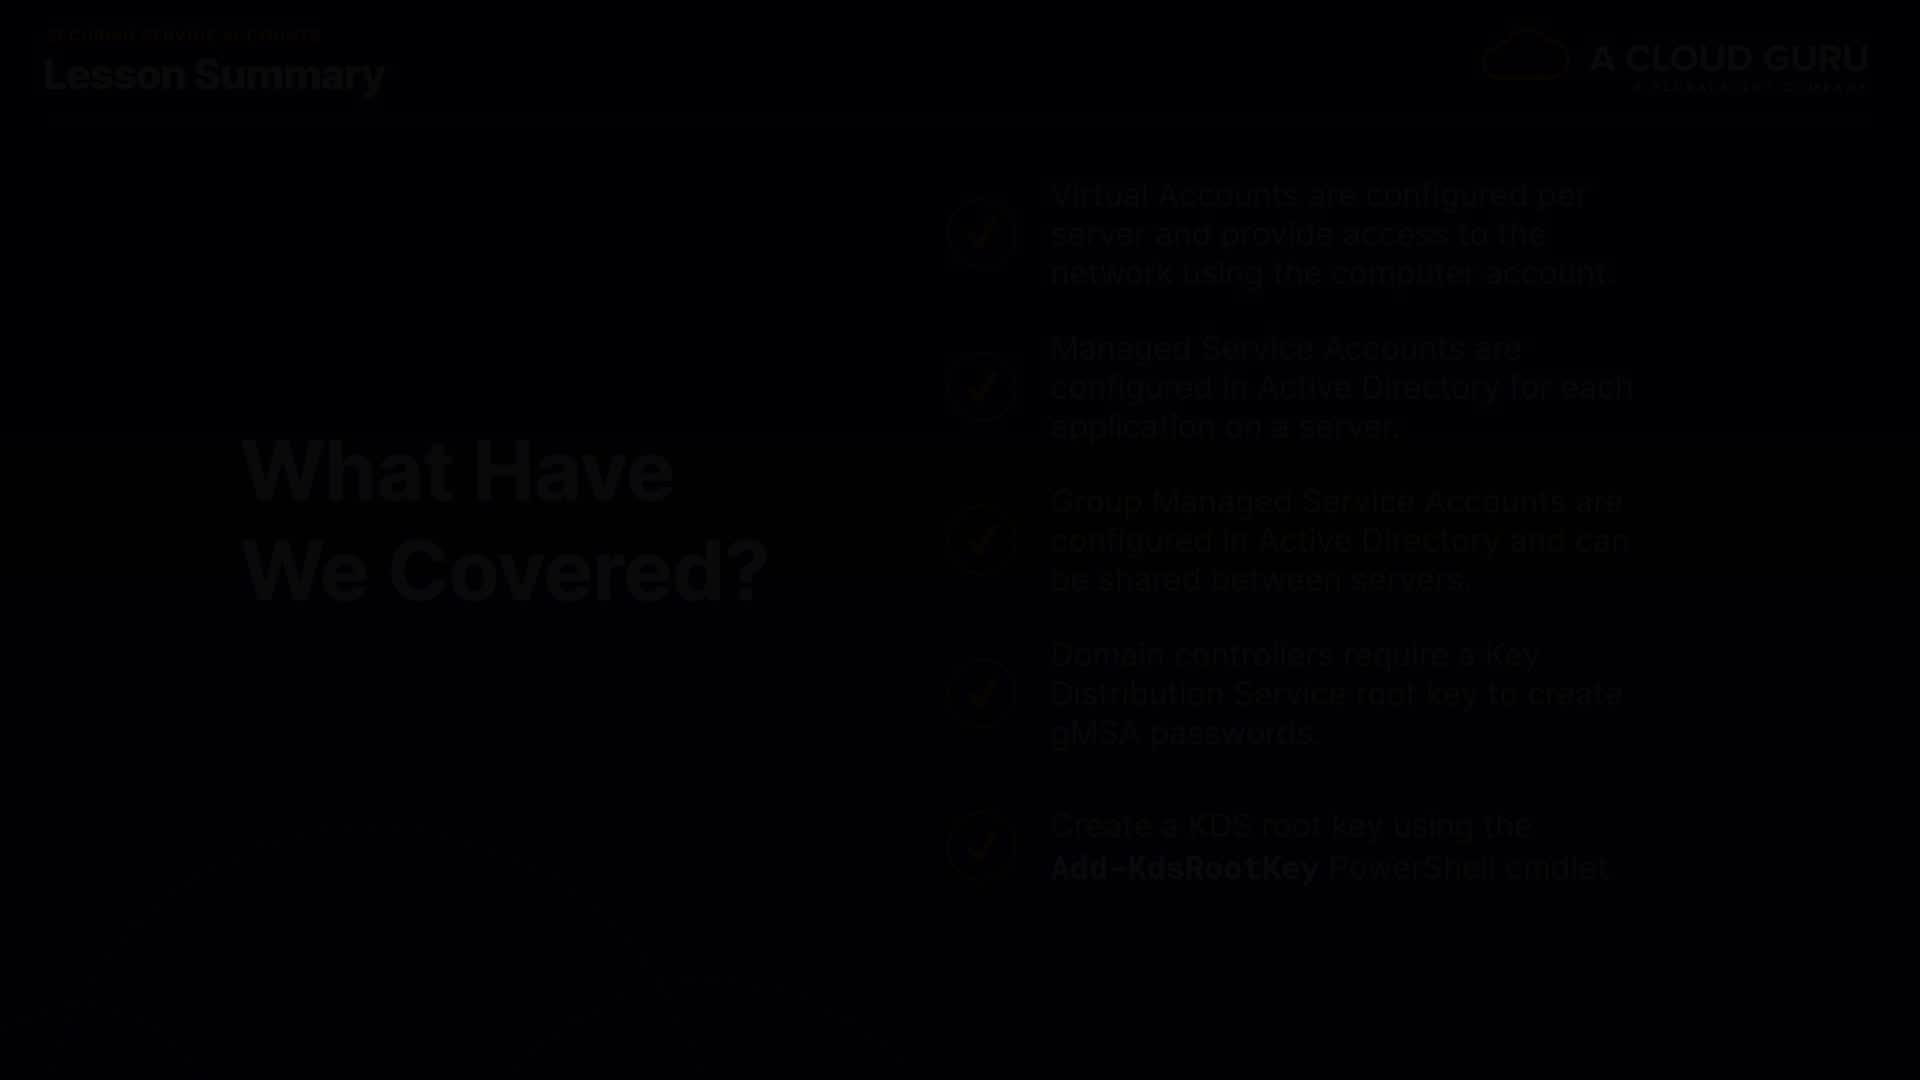 SECURING SERVICE ACCOUNTS
Lesson Summary
A CLOUD GURU
A PLURALSIGHT COMPANY
What Have
We Covered?
Virtual Accounts are configured per
server and provide access to the
network using the computer account.
Managed Service Accounts are
configured in Active Directory for each
application on a server.
Group Managed Service Accounts are
configured in Active Directory and can
be shared between servers.
Domain controllers require a Key
Distribution Service root key to create
gMSA passwords.
Create a KDS root key using the
Add-KdsRootKey PowerShell cmdlet.